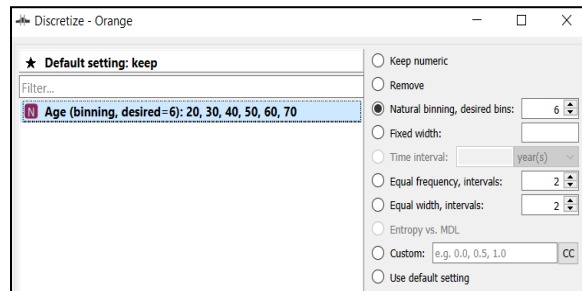 Discretize - Orange
★ Default setting: keep
Filter...
N Age (binning, desired=6): 20, 30, 40, 50, 60, 70
Keep numeric
Remove
Natural binning, desired bins: 6
Fixed width:
Time interval: year(s)
Equal frequency, intervals: 2
Equal width, intervals: 2
Entropy vs. MDL
Custom: e.g. 0.0, 0.5, 1.0 CC
Use default setting